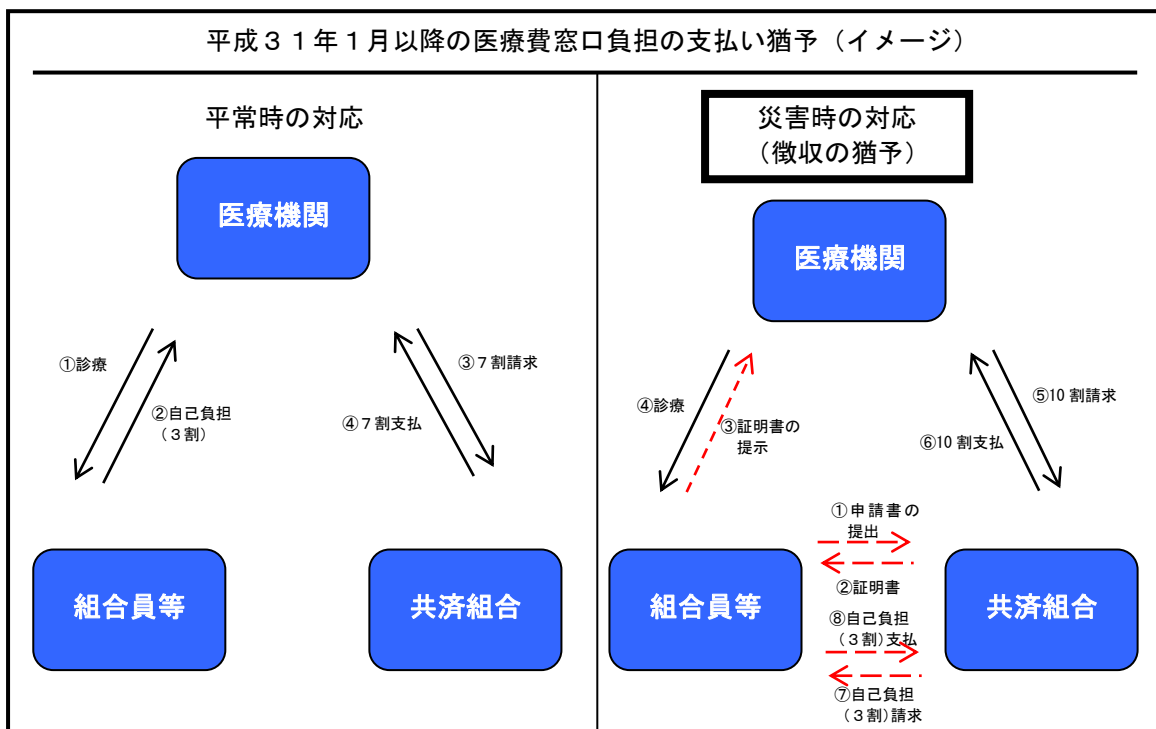 平成３１年１月以降の医療費窓口負担の支払い猶予（イメージ）
平常時の対応
医療機関
①診療
②自己負担
（３割）
③７割請求
④７割支払
組合員等
共済組合
災害時の対応
（徴収の猶予）
医療機関
④診療
③証明書の
提示
⑤10 割請求
⑥10 割支払
①申請書の
提出
②証明書
⑧自己負担
（３割）支払
⑦自己負担
（３割）請求
組合員等
共済組合